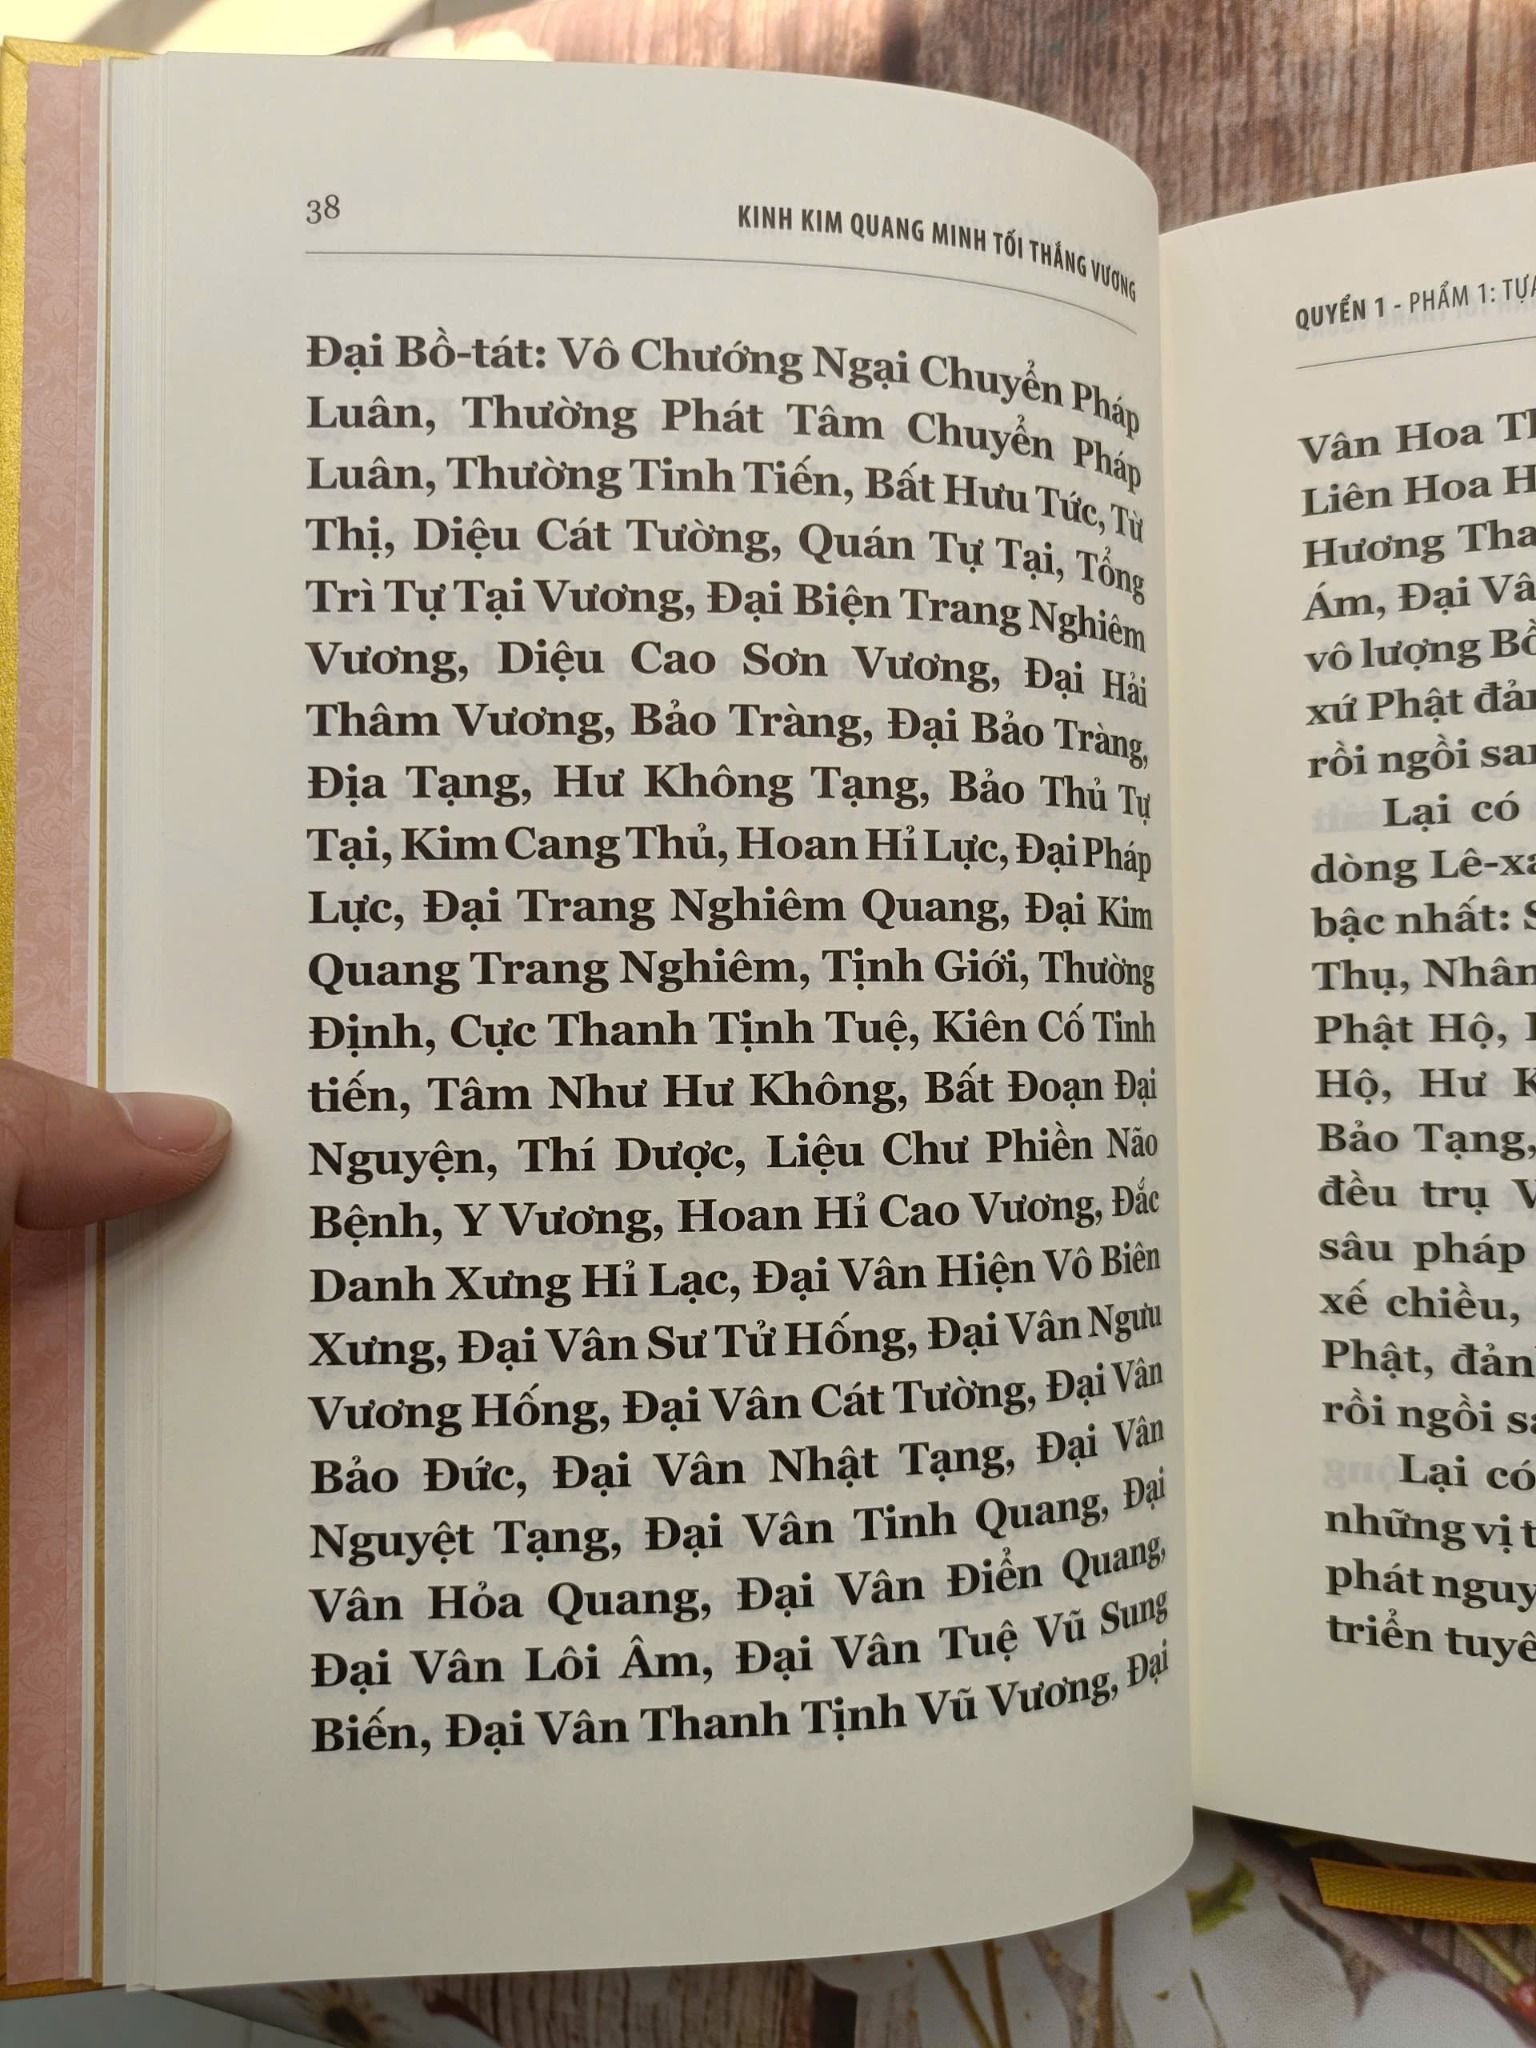 38
KINH KIM QUANG MINH TỐI THẮNG VƯƠNG
Đại Bồ-tát: Vô Chướng Ngại Chuyển Pháp
Luân, Thường Phát Tâm Chuyển Pháp
Luân, Thường Tinh Tiến, Bất Hưu Tức, Từ
Thị, Diệu Cát Tường, Quán Tự Tại, Tổng
Trì Tự Tại Vương, Đại Biện Trang Nghiêm
Vương, Diệu Cao Sơn Vương, Đại Hải
Thâm Vương, Bảo Tràng, Đại Bảo Tràng,
Địa Tạng, Hư Không Tạng, Bảo Thủ Tự
Tại, Kim Cang Thủ, Hoan Hỉ Lực, Đại Pháp
Lực, Đại Trang Nghiêm Quang, Đại Kim
Quang Trang Nghiêm, Tịnh Giới, Thường
Định, Cực Thanh Tịnh Tuệ, Kiên Cố Tinh
tiến, Tâm Như Hư Không, Bất Đoạn Đại
Nguyện, Thí Dược, Liệu Chư Phiền Não
Bệnh, Y Vương, Hoan Hỉ Cao Vương, Đắc
Danh Xưng Hỉ Lạc, Đại Vân Hiện Vô Biên
Xưng, Đại Vân Sư Tử Hống, Đại Vân Ngưu
Vương Hống, Đại Vân Cát Tường, Đại Vân
Bảo Đức, Đại Vân Nhật Tạng, Đại Vân
Nguyệt Tạng, Đại Vân Tinh Quang, Đại
Vân Hỏa Quang, Đại Vân Điển Quang,
Đại Vân Lôi Âm, Đại Vân Tuệ Vũ Sung
Biến, Đại Vân Thanh Tịnh Vũ Vương, Đại
QUYỂN 1 - PHẨM 1: TỰA
Vân Hoa
Liên Hoa
Hương
Ám, Đại
vô lượng
xứ Phật
rồi ngồi
Lại có
dòng
bậc nhất:
Thụ, Nhân
Phật Hộ,
Hộ, Hư
Bảo Tạng,
đều trụ
sâu pháp
xế chiều,
Phật,
rồi ngồi
Lại có
những vị
phát
triển